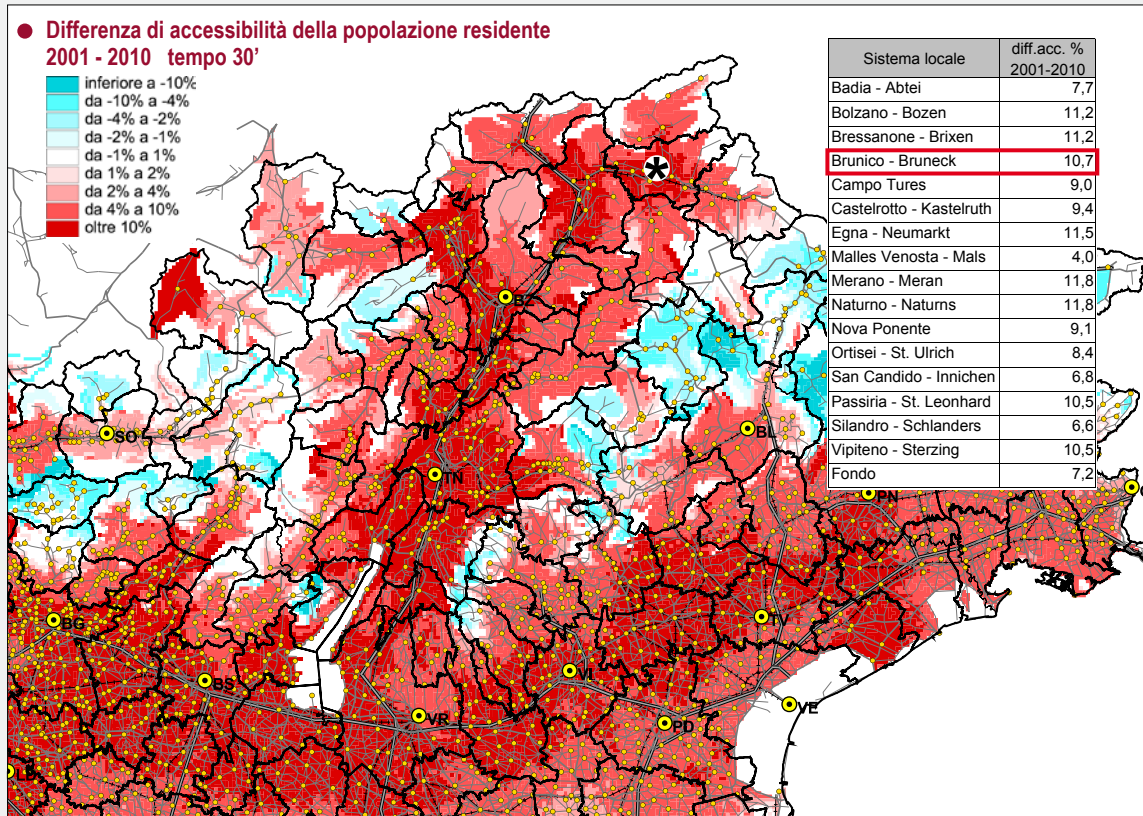 ● Differenza di accessibilità della popolazione residente
2001 - 2010 tempo 30'
inferiore a -10%
da -10% a -4%
da -4% a -2%
da -2% a -1%
da -1% a 1%
da 1% a 2%
da 2% a 4%
da 4% a 10%
oltre 10%
Sistema locale diff.acc. % 2001-2010
Badia - Abtei 7,7
Bolzano - Bozen 11,2
Bressanone - Brixen 11,2
Brunico - Bruneck 10,7
Campo Tures 9,0
Castelrotto - Kastelruth 9,4
Egna - Neumarkt 11,5
Malles Venosta - Mals 4,0
Merano - Meran 11,8
Naturno - Naturns 11,8
Nova Ponente 9,1
Ortisei - St. Ulrich 8,4
San Candido - Innichen 6,8
Passiria - St. Leonhard 10,5
Silandro - Schlanders 6,6
Vipiteno - Sterzing 10,5
Fondo 7,2
*
BZ
SO
BL
TN
PN
BG
BS
VI
VR
PD
VE